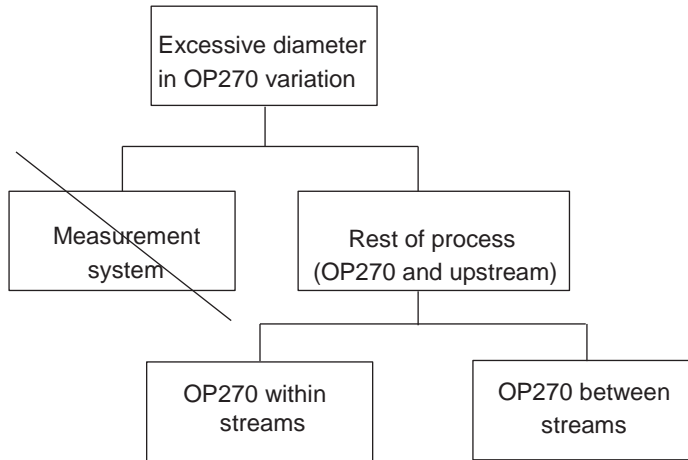 Excessive diameter
in OP270 variation
Measurement
system
Rest of process
(OP270 and upstream)
OP270 within
streams
OP270 between
streams